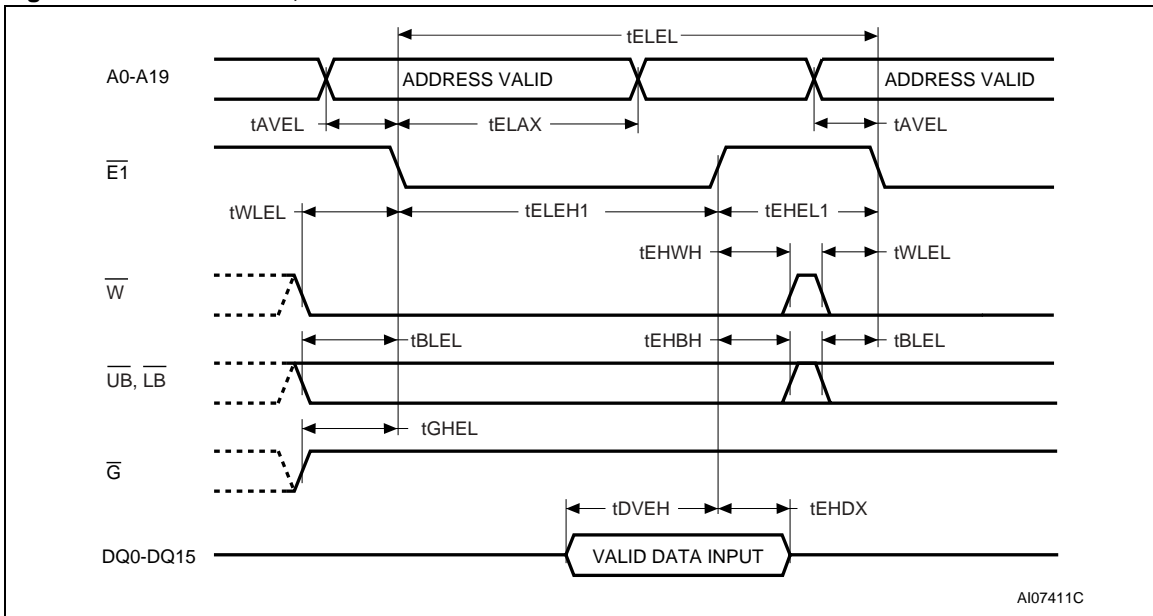 tELEL
A0-A19
ADDRESS VALID
ADDRESS VALID
tAVEL
tELAX
tAVEL
E1
tWLEL
tELEH1
tEHEL1
tEHWH
tWLEL
W
tBLEL
tEHBH
tBLEL
UB, LB
tGHEL
G
tDVEH
tEHDX
DQ0-DQ15
VALID DATA INPUT
AI07411C